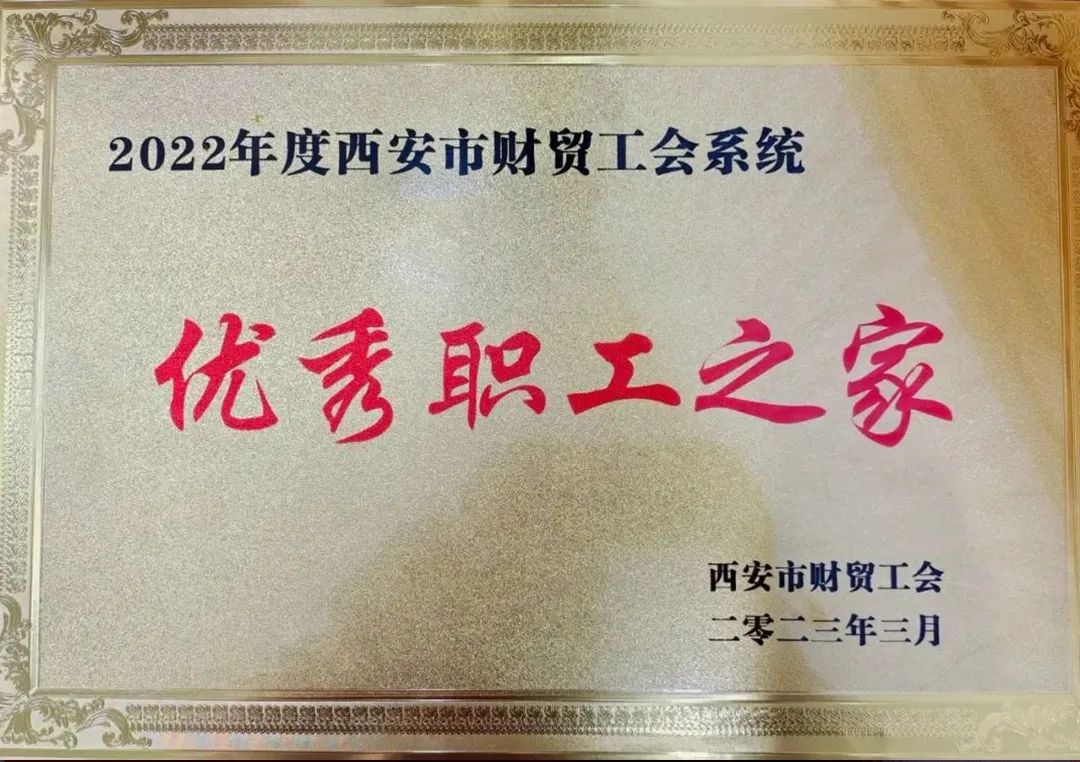 2022年度西安市财贸工会系统
优秀职工之家
西安市财贸工会
二零二三年三月